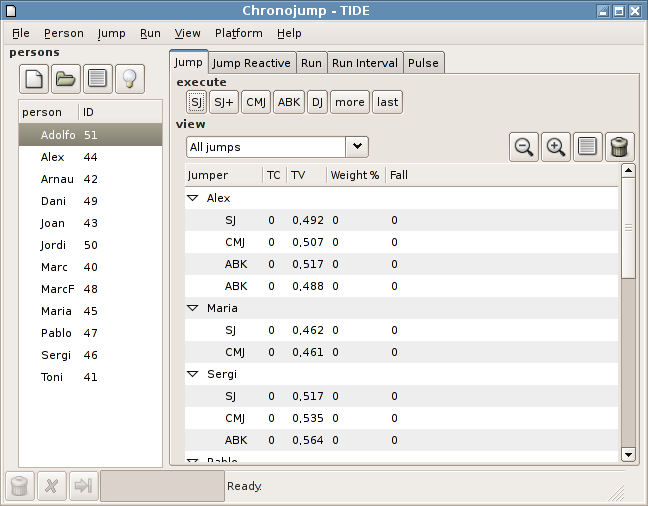 Chronojump - TIDE
File Person Jump Run View Platform Help
persons
person ID
Adolfo 51
Alex 44
Arnau 42
Dani 49
Joan 43
Jordi 50
Marc 40
MarcF 48
Maria 45
Pablo 47
Sergi 46
Toni 41
Jump Jump Reactive Run Run Interval Pulse
execute
SJ SJ+ CMJ ABK DJ more last
view
All jumps
Jumper TC TV Weight % Fall
Alex
SJ 0 0,492 0 0
CMJ 0 0,507 0 0
ABK 0 0,517 0 0
ABK 0 0,488 0 0
Maria
SJ 0 0,462 0 0
CMJ 0 0,461 0 0
Sergi
SJ 0 0,517 0 0
CMJ 0 0,535 0 0
ABK 0 0,564 0 0
Pablo
Ready.